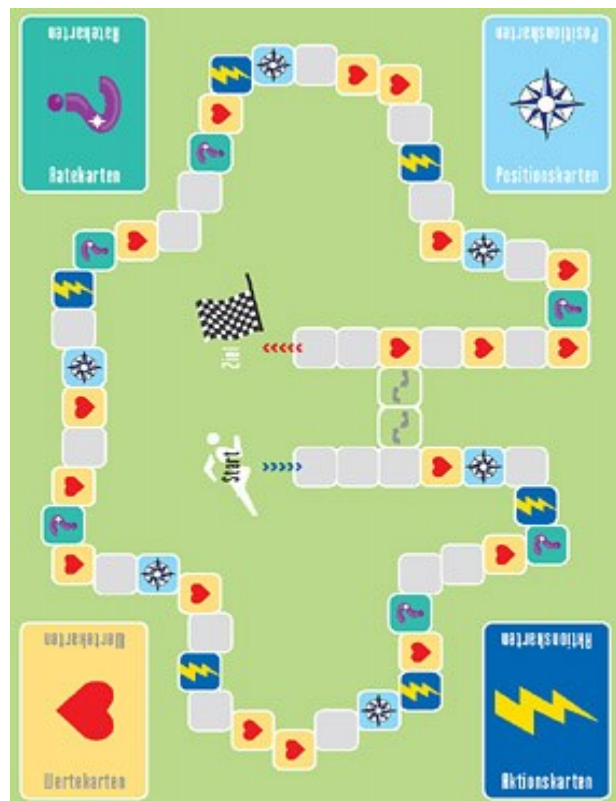 Ratekarten
Ratekarten
Positionskarten
Positionskarten
Ziel
Start
Wertekarten
Wertekarten
Aktionskarten
Aktionskarten